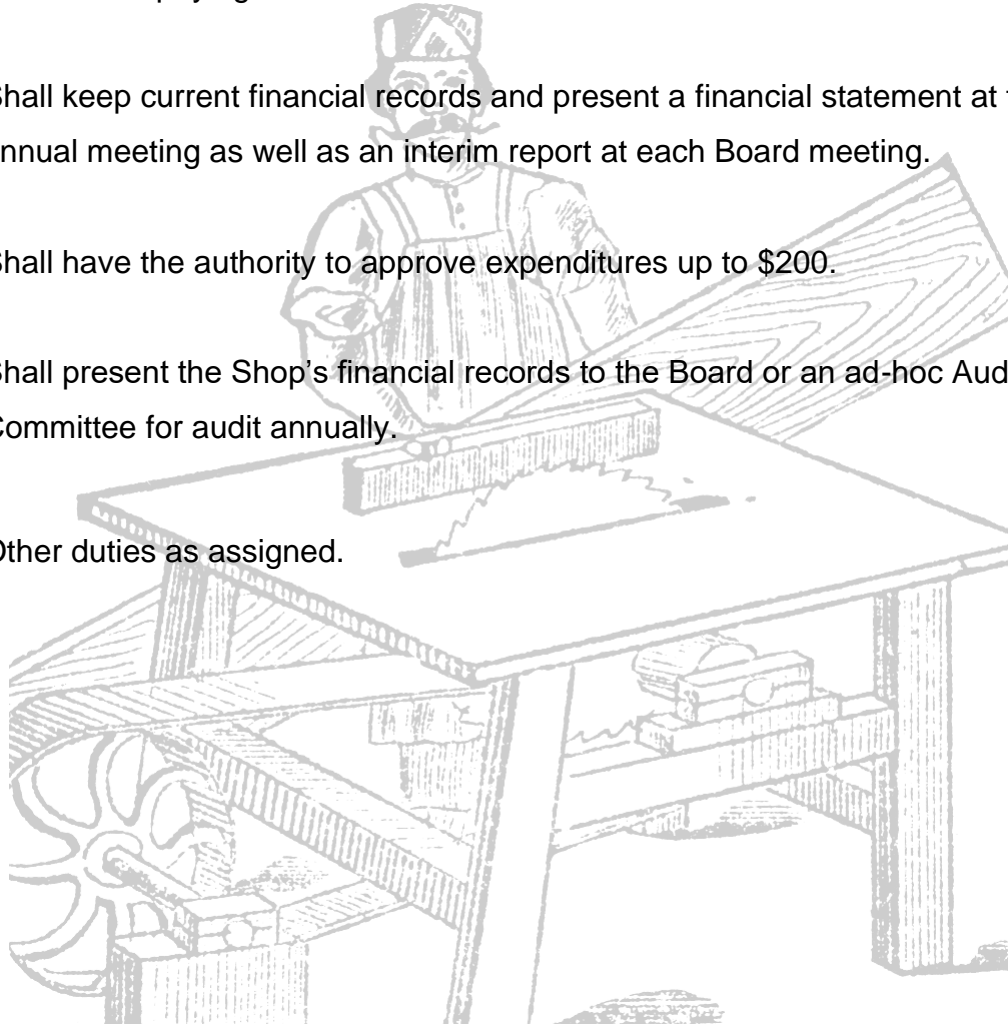 Shall keep current financial records and present a financial statement at
nnual meeting as well as an interim report at each Board meeting.
Shall have the authority to approve expenditures up to $200.
Shall present the Shop’s financial records to the Board or an ad-hoc Aud
Committee for audit annually.
Other duties as assigned.